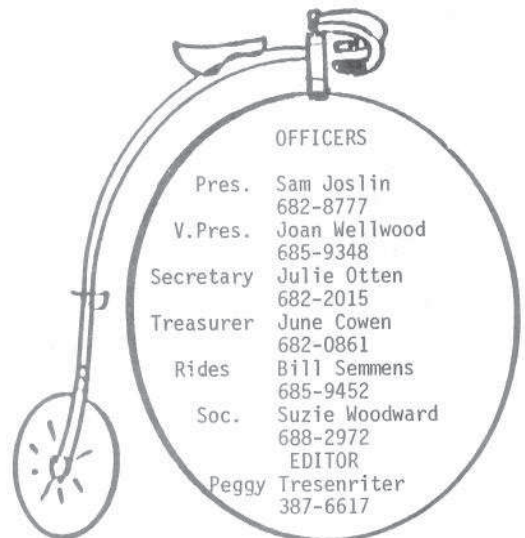 OFFICERS
Pres. Sam Joslin
682-8777
V.Pres. Joan Wellwood
685-9348
Secretary Julie Otten
682-2015
Treasurer June Cowen
682-0861
Rides Bill Semmens
685-9452
Soc. Suzie Woodward
688-2972
EDITOR
Peggy Tresenriter
387-6617